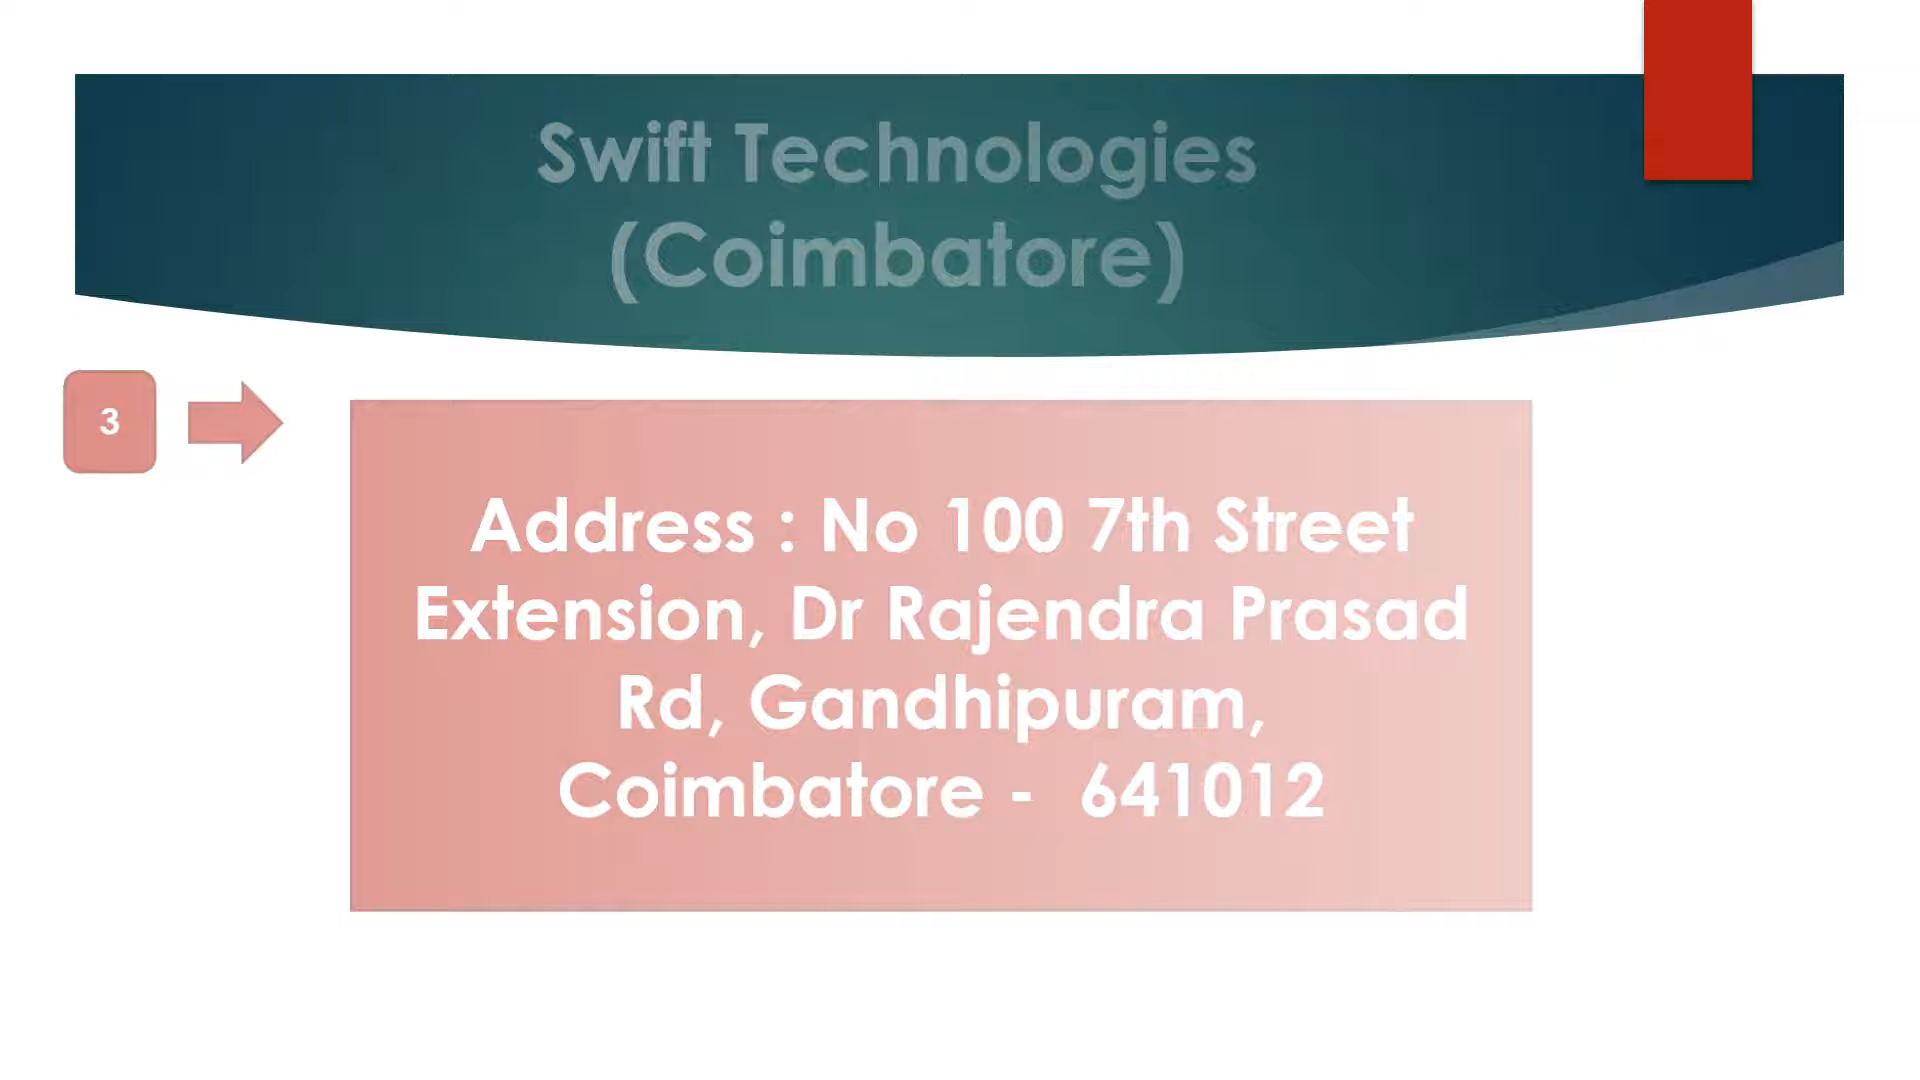 Swift Technologies
(Coimbatore)
3
Address : No 100 7th Street
Extension, Dr Rajendra Prasad
Rd, Gandhipuram,
Coimbatore -  641012